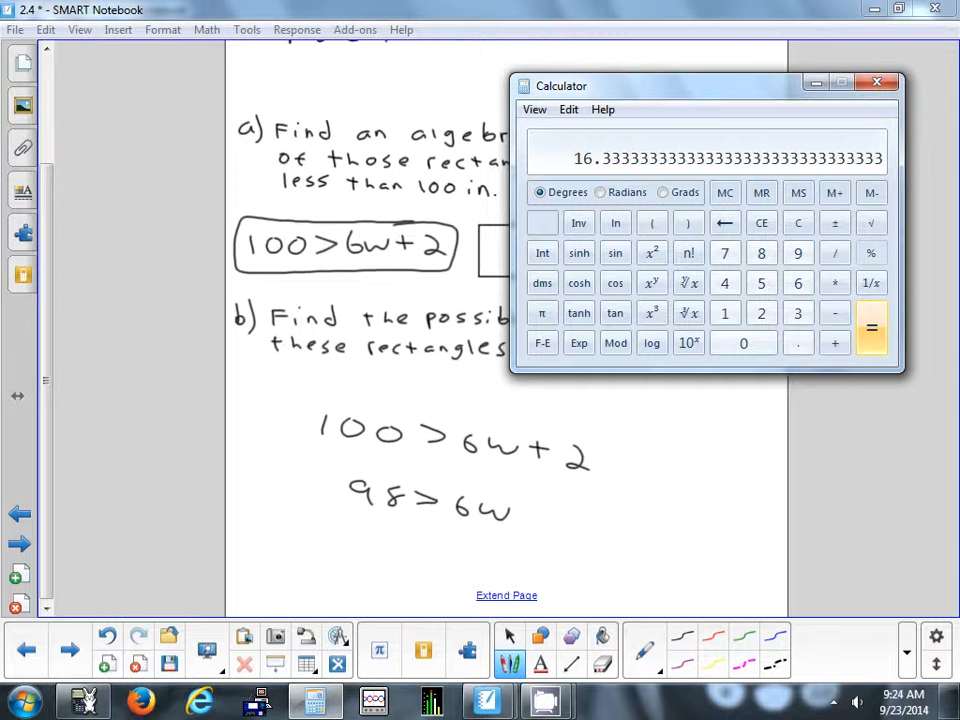 2.4 * - SMART Notebook
File Edit View Insert Format Math Tools Response Add-ons Help
Calculator
View Edit Help
16.333333333333333333333333333333
Degrees Radians Grads MC MR MS M+ M-
Inv ln ( ) ← CE C ± √
Int sinh sin x² n! 7 8 9 / %
dms cosh cos xʸ ʸ√x 4 5 6 * 1/x
π tanh tan x³ ³√x 1 2 3 - =
F-E Exp Mod log 10ˣ 0 . +
a) Find an algebr
of those rectan
less than 100 in.
100 > 6w + 2
b) Find the possib
these rectangles
100 > 6w + 2
98 > 6w
Extend Page
9:24 AM
9/23/2014